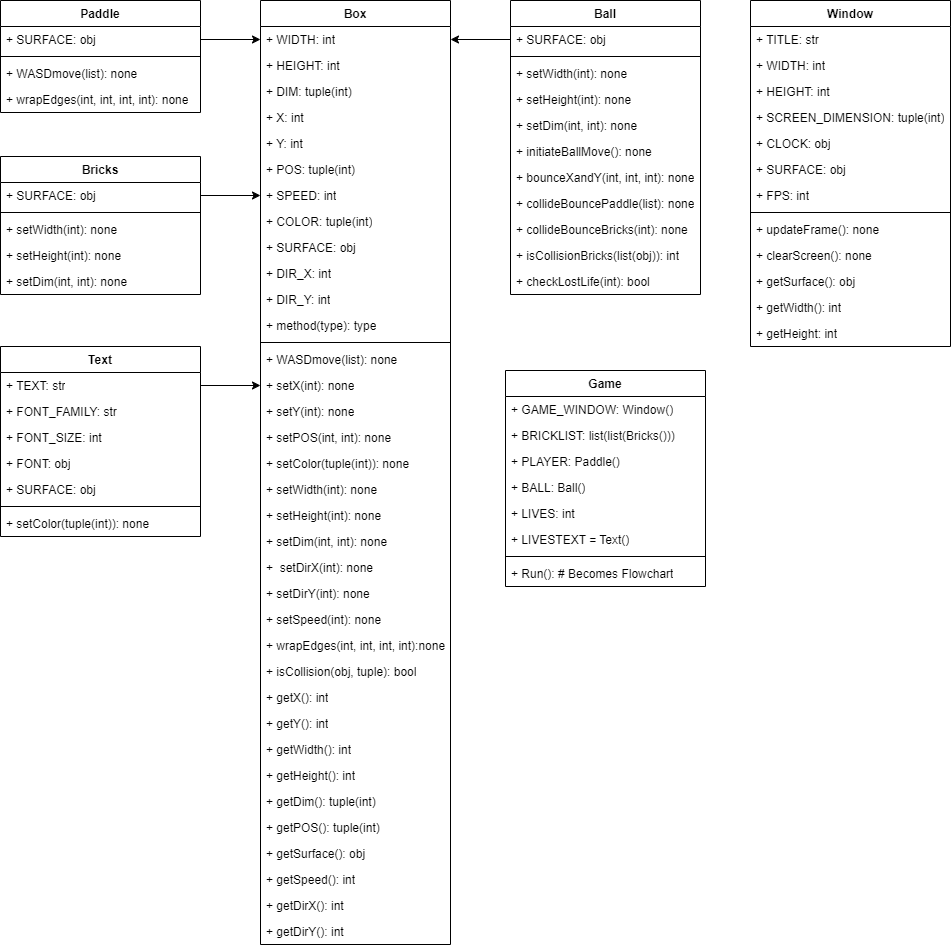 Paddle
+ SURFACE: obj
+ WASDmove(list): none
+ wrapEdges(int, int, int, int): none
Bricks
+ SURFACE: obj
+ setWidth(int): none
+ setHeight(int): none
+ setDim(int, int): none
Text
+ TEXT: str
+ FONT_FAMILY: str
+ FONT_SIZE: int
+ FONT: obj
+ SURFACE: obj
+ setColor(tuple(int)): none
Box
+ WIDTH: int
+ HEIGHT: int
+ DIM: tuple(int)
+ X: int
+ Y: int
+ POS: tuple(int)
+ SPEED: int
+ COLOR: tuple(int)
+ SURFACE: obj
+ DIR_X: int
+ DIR_Y: int
+ method(type): type
+ WASDmove(list): none
+ setX(int): none
+ setY(int): none
+ setPOS(int, int): none
+ setColor(tuple(int)): none
+ setWidth(int): none
+ setHeight(int): none
+ setDim(int, int): none
+ setDirX(int): none
+ setDirY(int): none
+ setSpeed(int): none
+ wrapEdges(int, int, int, int):none
+ isCollision(obj, tuple): bool
+ getX(): int
+ getY(): int
+ getWidth(): int
+ getHeight(): int
+ getDim(): tuple(int)
+ getPOS(): tuple(int)
+ getSurface(): obj
+ getSpeed(): int
+ getDirX(): int
+ getDirY(): int
Ball
+ SURFACE: obj
+ setWidth(int): none
+ setHeight(int): none
+ setDim(int, int): none
+ initiateBallMove(): none
+ bounceXandY(int, int, int): none
+ collideBouncePaddle(list): none
+ collideBounceBricks(int): none
+ isCollisionBricks(list(obj)): int
+ checkLostLife(int): bool
Game
+ GAME_WINDOW: Window()
+ BRICKLIST: list(list(Bricks()))
+ PLAYER: Paddle()
+ BALL: Ball()
+ LIVES: int
+ LIVESTEXT = Text()
+ Run(): # Becomes Flowchart
Window
+ TITLE: str
+ WIDTH: int
+ HEIGHT: int
+ SCREEN_DIMENSION: tuple(int)
+ CLOCK: obj
+ SURFACE: obj
+ FPS: int
+ updateFrame(): none
+ clearScreen(): none
+ getSurface(): obj
+ getWidth(): int
+ getHeight: int